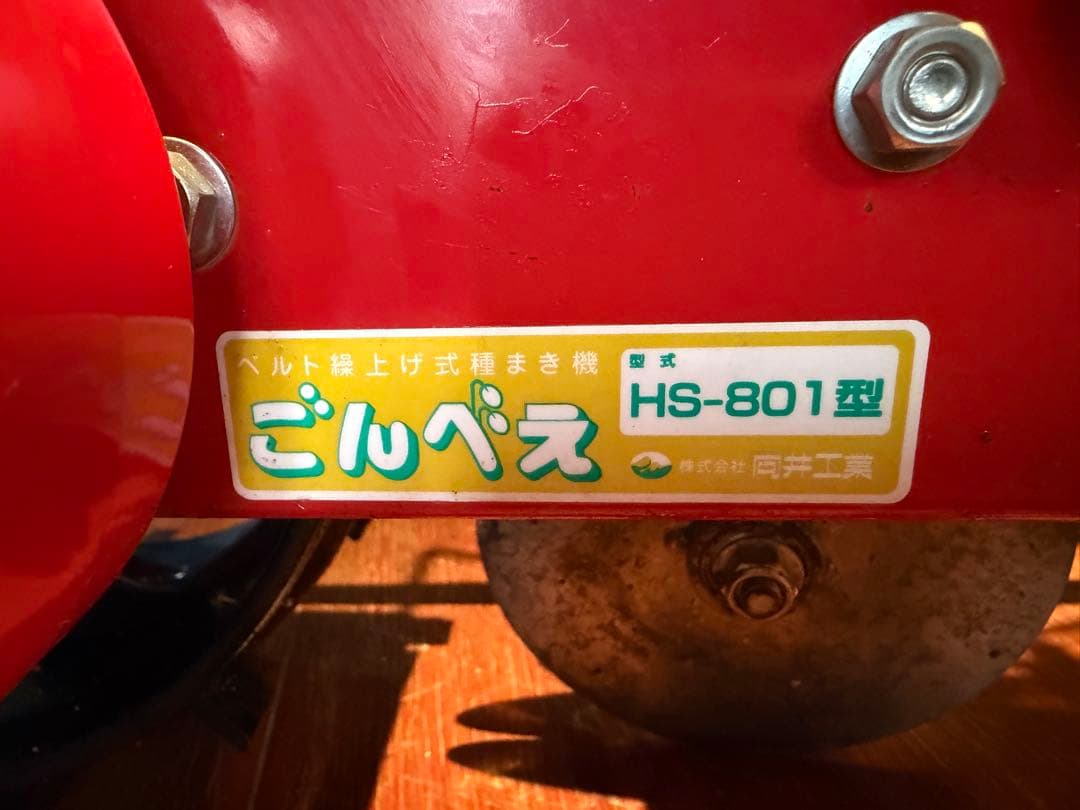 ベルト繰上げ式種まき機
ごんべえ
型式
HS-801型
株式会社 向井工業